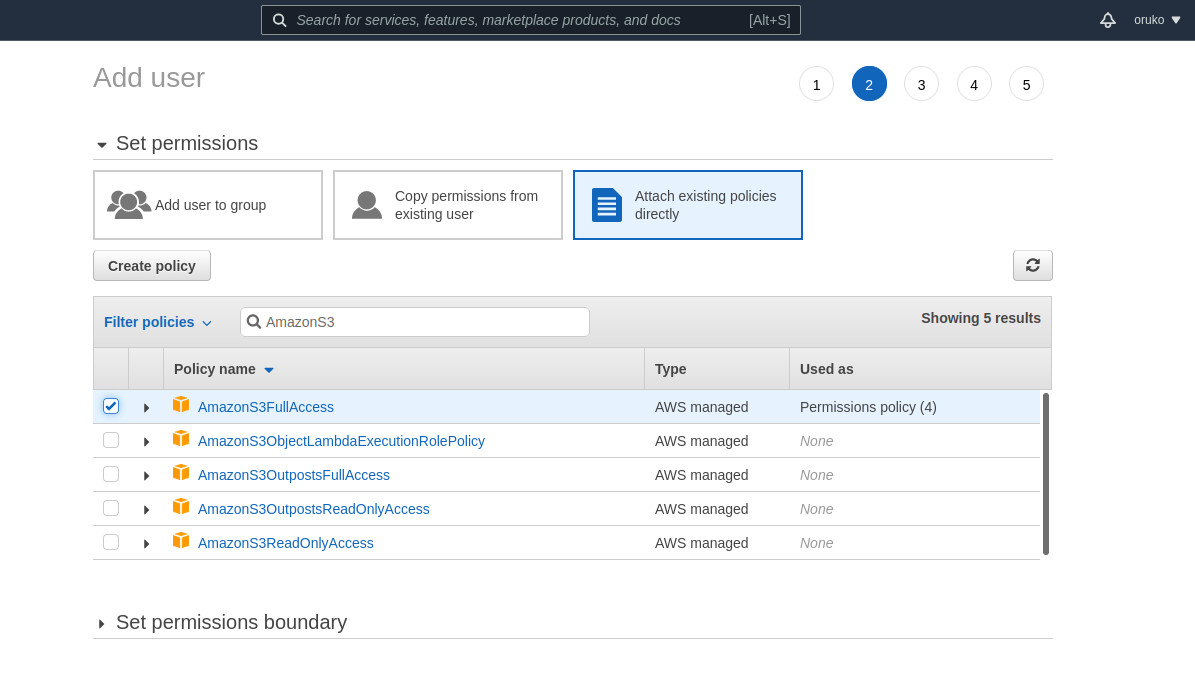 Search for services, features, marketplace products, and docs [Alt+S] oruko
Add user 1 2 3 4 5
Set permissions
Add user to group
Copy permissions from existing user
Attach existing policies directly
Create policy
Filter policies AmazonS3 Showing 5 results
Policy name Type Used as
AmazonS3FullAccess AWS managed Permissions policy (4)
AmazonS3ObjectLambdaExecutionRolePolicy AWS managed None
AmazonS3OutpostsFullAccess AWS managed None
AmazonS3OutpostsReadOnlyAccess AWS managed None
AmazonS3ReadOnlyAccess AWS managed None
Set permissions boundary